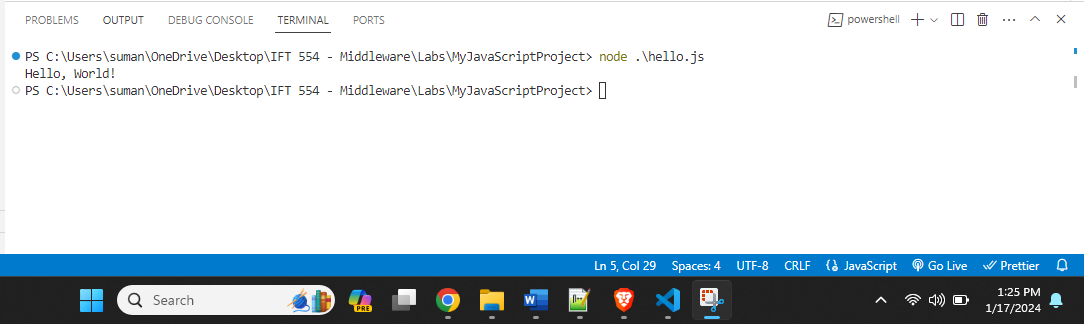 PROBLEMS OUTPUT DEBUG CONSOLE TERMINAL PORTS powershell
PS C:\Users\suman\OneDrive\Desktop\IFT 554 - Middleware\Labs\MyJavaScriptProject> node .\hello.js
Hello, World!
PS C:\Users\suman\OneDrive\Desktop\IFT 554 - Middleware\Labs\MyJavaScriptProject>
Ln 5, Col 29 Spaces: 4 UTF-8 CRLF JavaScript Go Live Prettier
Search PRE 1:25 PM
1/17/2024